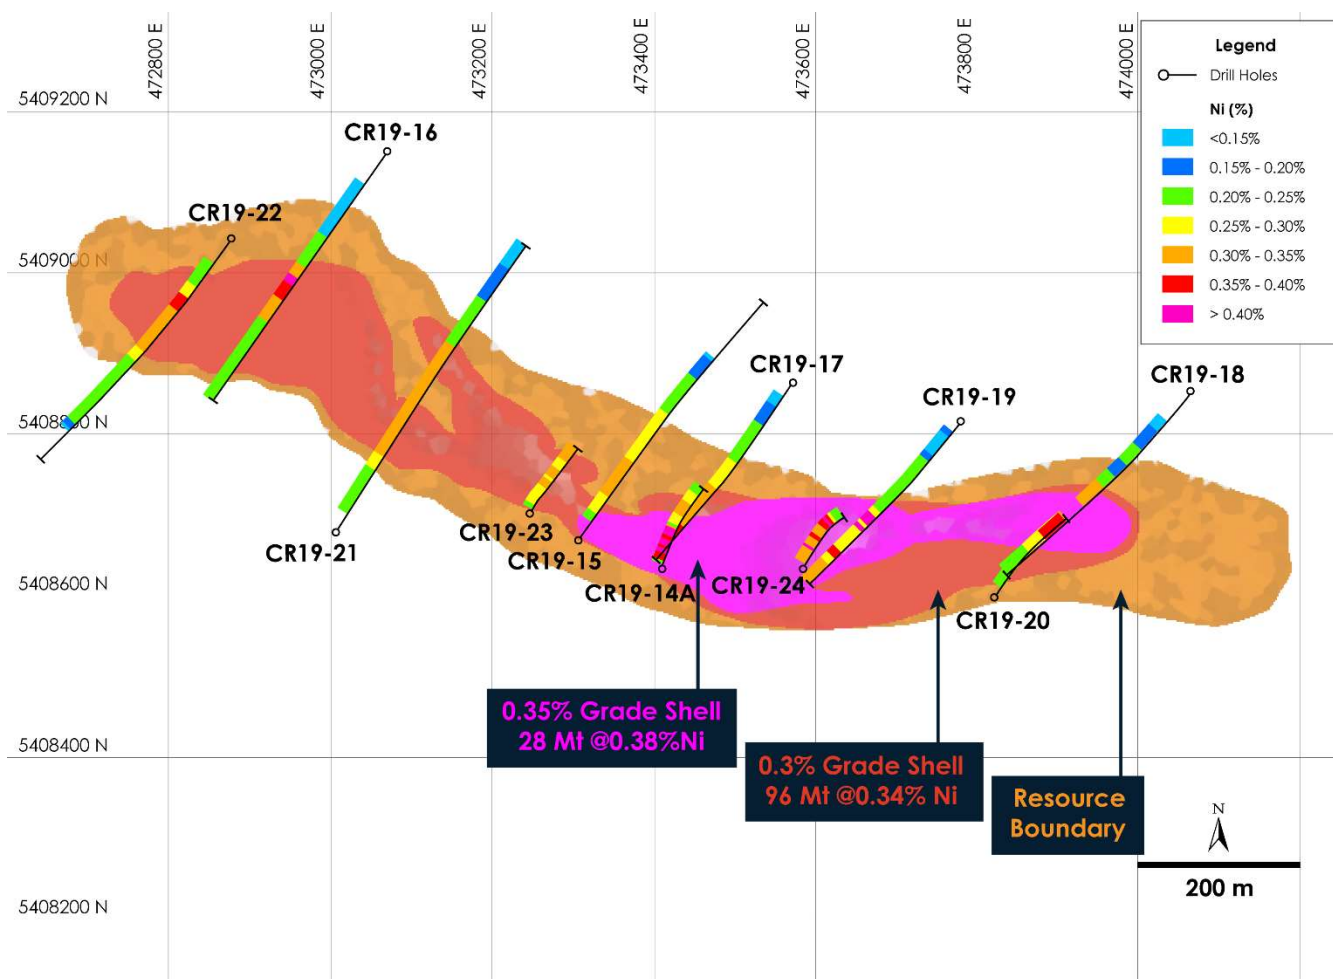 472800 E
473000 E
473200 E
473400 E
473600 E
473800 E
474000 E
Legend
Drill Holes
Ni (%)
<0.15%
0.15% - 0.20%
0.20% - 0.25%
0.25% - 0.30%
0.30% - 0.35%
0.35% - 0.40%
> 0.40%
5409200 N
CR19-16
CR19-22
5409000 N
CR19-17
CR19-18
CR19-19
5408800 N
CR19-23
CR19-21
CR19-15
5408600 N
CR19-14A
CR19-24
CR19-20
0.35% Grade Shell
28 Mt @0.38%Ni
5408400 N
0.3% Grade Shell
96 Mt @0.34% Ni
Resource
Boundary
N
200 m
5408200 N